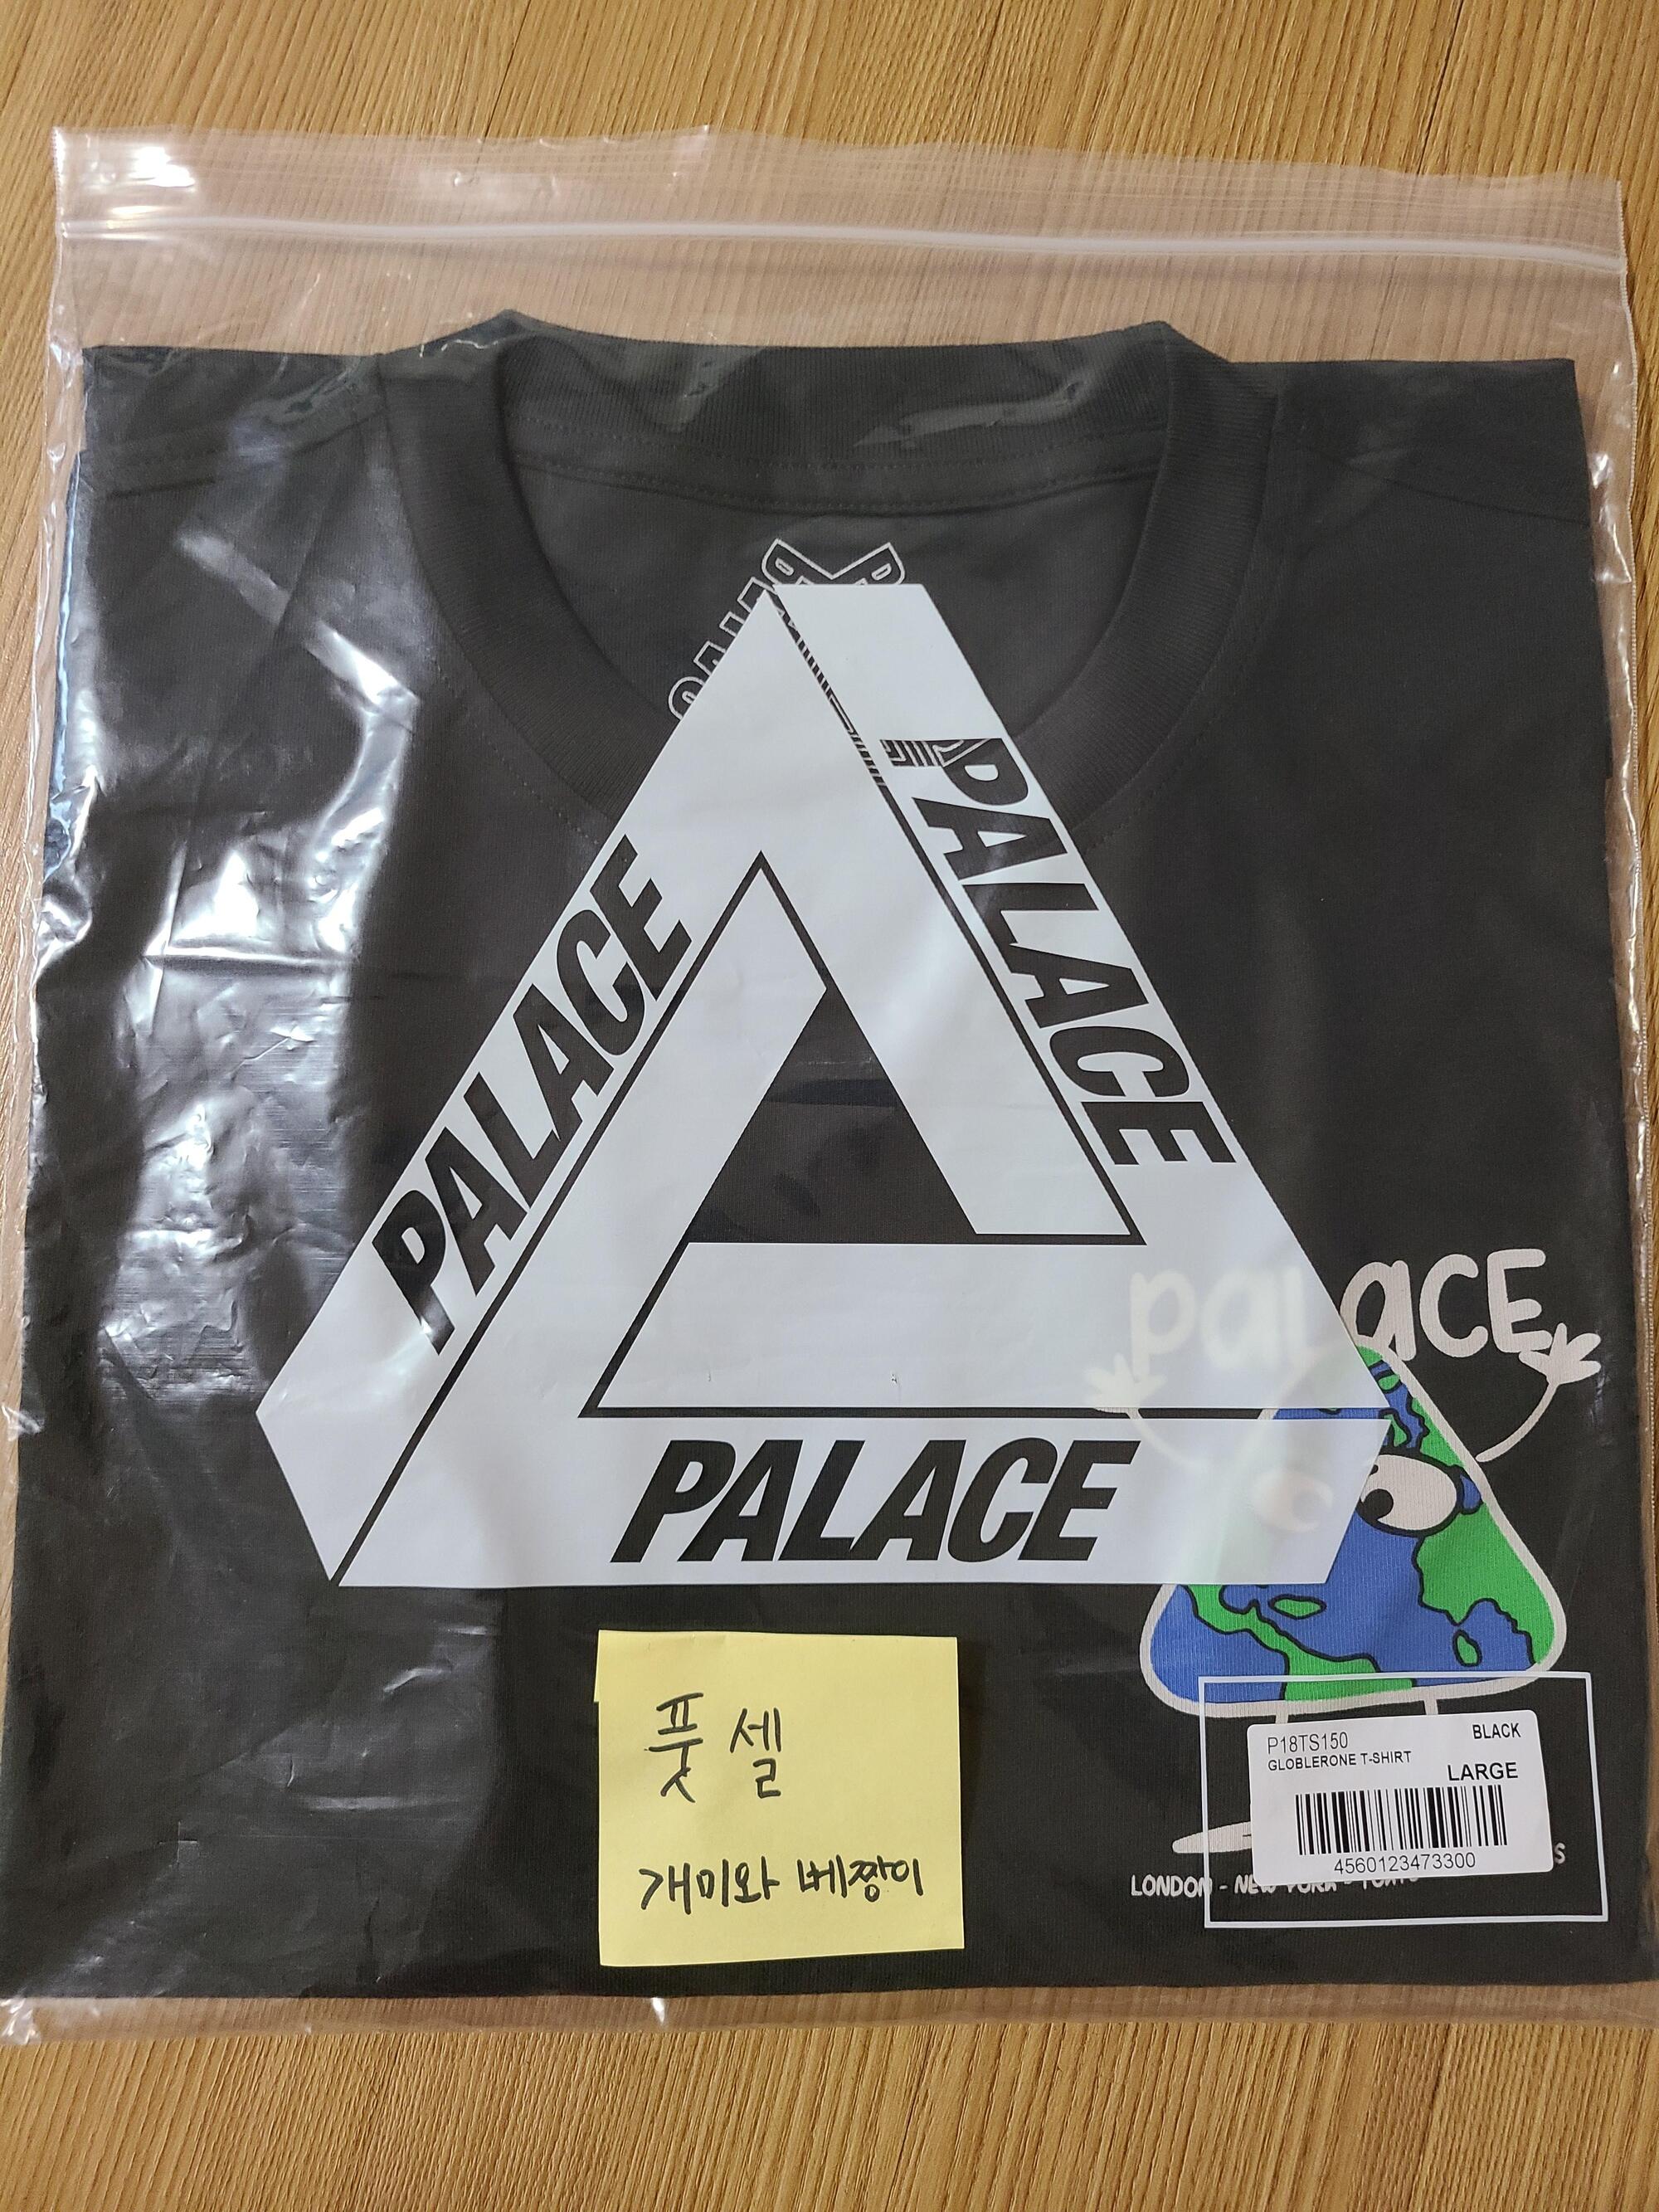 PALACE
PALACE
PALACE
paLaCE
풋셀
개미와 베짱이
P18TS150
BLACK
GLOBLERONE T-SHIRT
LARGE
4560123473300
LONDON - NEW YORK - TOKYO